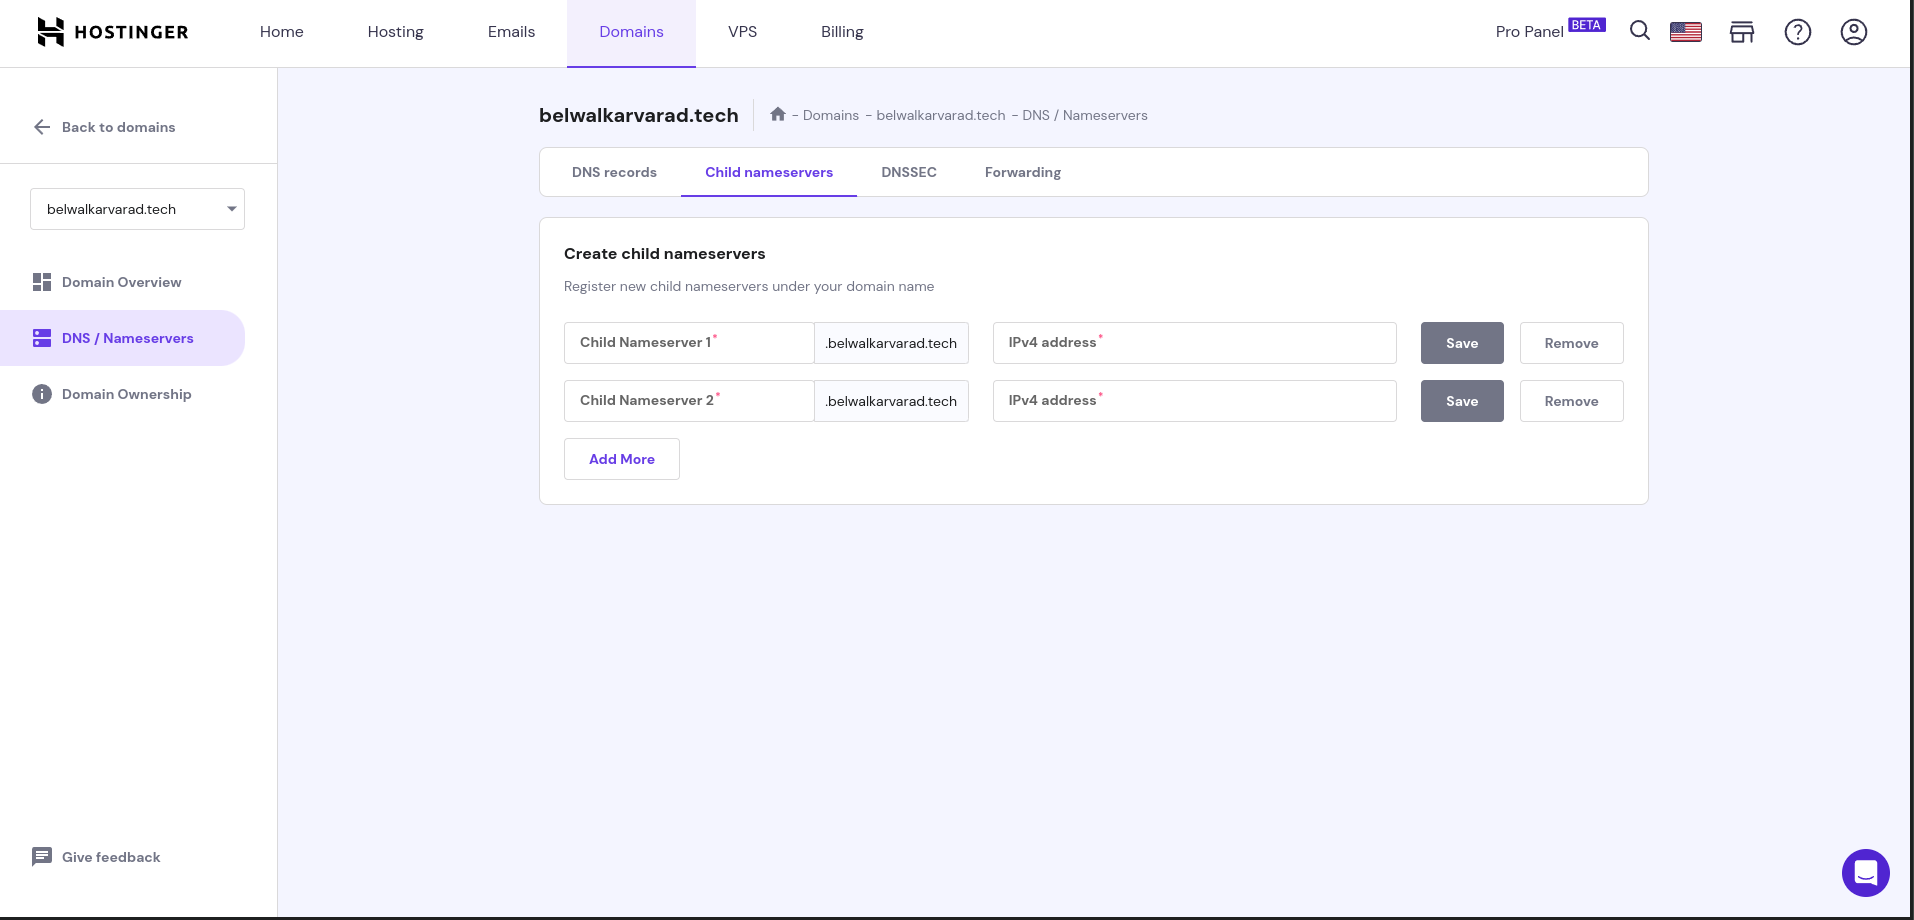 HOSTINGER Home Hosting Emails Domains VPS Billing Pro Panel BETA
Back to domains
belwalkarvarad.tech
Domain Overview
DNS / Nameservers
Domain Ownership
Give feedback
belwalkarvarad.tech - Domains - belwalkarvarad.tech - DNS / Nameservers
DNS records Child nameservers DNSSEC Forwarding
Create child nameservers
Register new child nameservers under your domain name
Child Nameserver 1* .belwalkarvarad.tech IPv4 address* Save Remove
Child Nameserver 2* .belwalkarvarad.tech IPv4 address* Save Remove
Add More